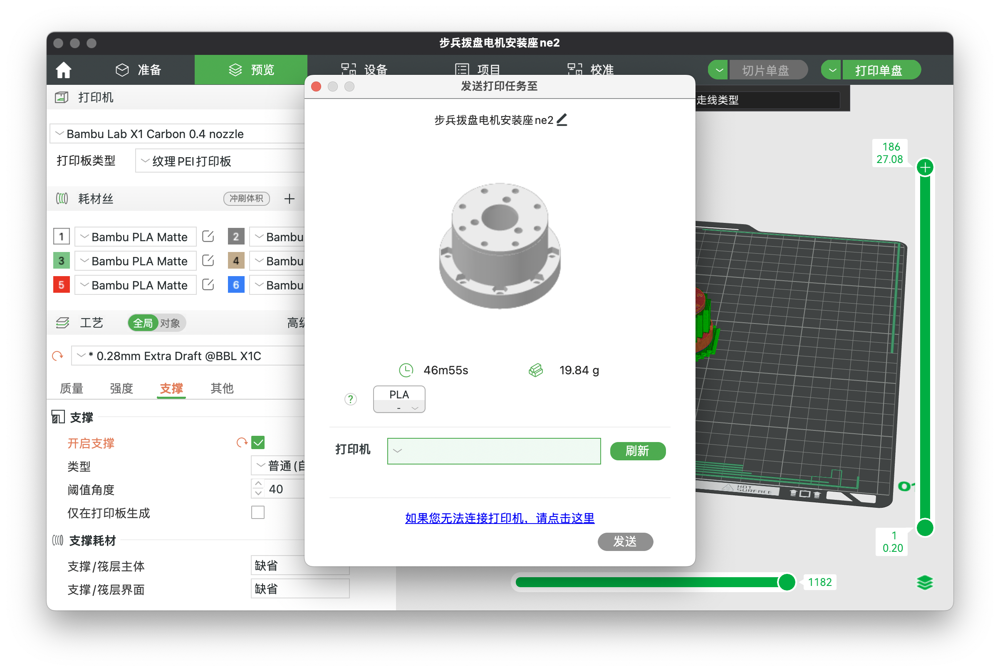 步兵拨盘电机安装座ne2
准备
预览
设备
项目
校准
切片单盘
打印单盘
打印机
Bambu Lab X1 Carbon 0.4 nozzle
打印板类型
纹理PEI打印板
耗材丝
冲刷体积
1
Bambu PLA Matte
2
Bambu
3
Bambu PLA Matte
4
Bambu
5
Bambu PLA Matte
6
Bambu
工艺
全局
对象
高级
* 0.28mm Extra Draft @BBL X1C
质量
强度
支撑
其他
支撑
开启支撑
类型
普通(自
阈值角度
40
仅在打印板生成
支撑耗材
支撑/筏层主体
缺省
支撑/筏层界面
缺省
发送打印任务至
步兵拨盘电机安装座ne2
46m55s
19.84 g
?
PLA
-
打印机
刷新
如果您无法连接打印机，请点击这里
发送
走线类型
186
27.08
HOT
SURFACE
01
1
0.20
1182